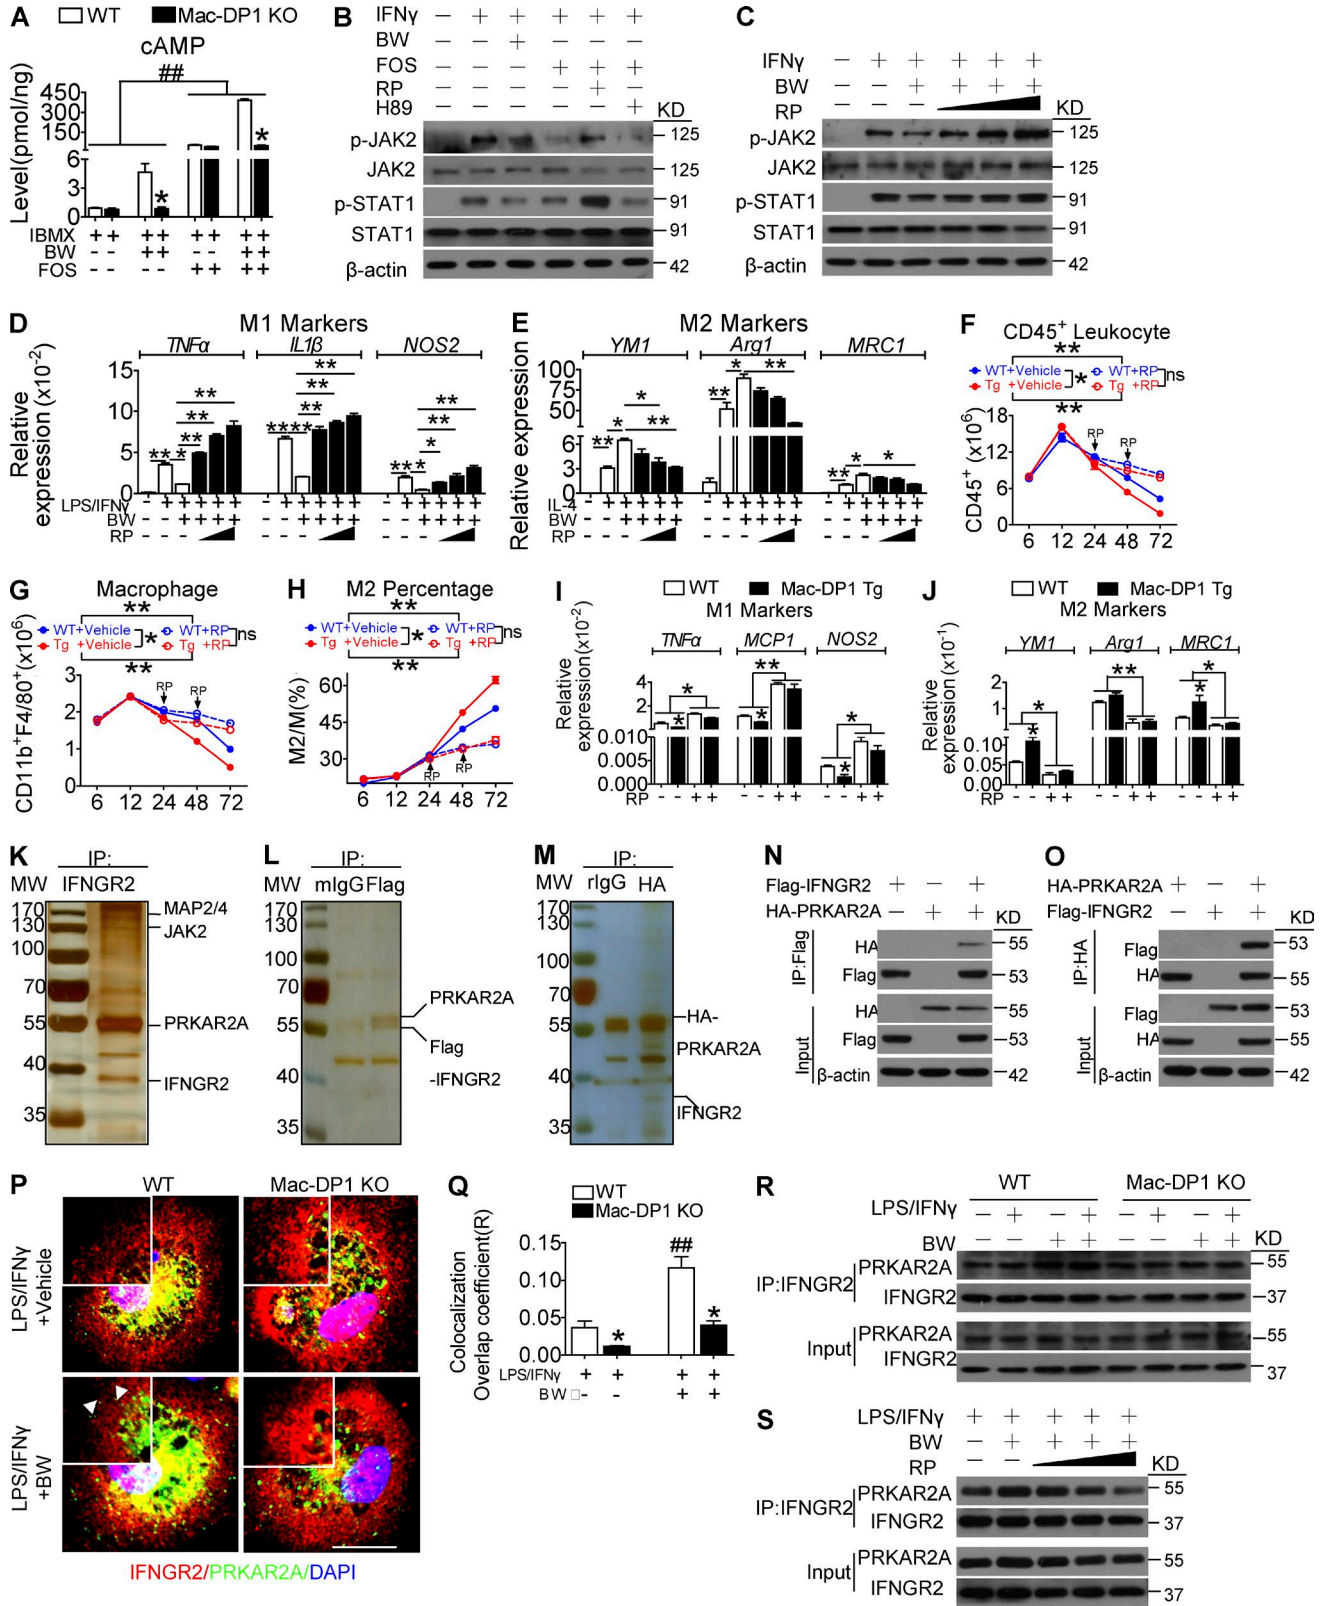 A
WT Mac-DP1 KO
cAMP
##
Level(pmol/ng)
450
300
150
6
3
0
*
*
IBMX + + + + + + + +
BW - - + + - - + +
FOS - - - - + + + +
B
IFNγ - + + + + +
BW - - + - - -
FOS - - - + + +
RP - - - - + -
H89 - - - - - +
KD
p-JAK2 125
JAK2 125
p-STAT1 91
STAT1 91
β-actin 42
C
IFNγ - + + + + +
BW - - + + + +
RP - - -
KD
p-JAK2 125
JAK2 125
p-STAT1 91
STAT1 91
β-actin 42
D
M1 Markers
TNFα IL1β NOS2
Relative
expression (x10-2)
15
10
5
0
LPS/IFNγ
BW
RP
E
M2 Markers
YM1 Arg1 MRC1
Relative expression
100
75
50
25
6
3
0
IL-4
BW
RP
F
CD45+ Leukocyte
**
WT+Vehicle WT+RP
* ns
Tg +Vehicle Tg +RP
**
CD45+ (x106)
18
12
6
0
RP
RP
6 12 24 48 72
G
Macrophage
**
WT+Vehicle WT+RP
* ns
Tg +Vehicle Tg +RP
**
CD11b+F4/80+(x106)
3
2
1
0
RP
RP
6 12 24 48 72
H
M2 Percentage
**
WT+Vehicle WT+RP
* ns
Tg +Vehicle Tg +RP
**
M2/M(%)
60
45
30
RP
RP
6 12 24 48 72
I
WT Mac-DP1 Tg
M1 Markers
TNFα MCP1 NOS2
Relative
expression (x10-2)
4
2
0.010
0.005
0.000
RP - - + + - - + + - - + +
J
WT Mac-DP1 Tg
M2 Markers
YM1 Arg1 MRC1
Relative
expression (x10-1)
2
1
0.10
0.05
0.00
RP - - + + - - + + - - + +
K
IP:
MW IFNGR2
170
130
100
70
55
40
35
MAP2/4
JAK2
PRKAR2A
IFNGR2
L
IP:
MW mIgG Flag
170
130
100
70
55
40
35
PRKAR2A
Flag
-IFNGR2
M
IP:
MW rIgG HA
170
130
100
70
55
40
35
HA-
PRKAR2A
IFNGR2
N
Flag-IFNGR2 + - +
HA-PRKAR2A - + +
KD
IP:Flag
HA 55
Flag 53
Input
HA 55
Flag 53
β-actin 42
O
HA-PRKAR2A + - +
Flag-IFNGR2 - + +
KD
IP:HA
Flag 53
HA 55
Input
Flag 53
HA 55
β-actin 42
P
WT Mac-DP1 KO
LPS/IFNγ
+Vehicle
LPS/IFNγ
+BW
IFNGR2/PRKAR2A/DAPI
Q
WT
Mac-DP1 KO
Colocalization
Overlap coefficient(R)
0.15
0.10
0.05
0.00
##
*
*
LPS/IFNγ + + + +
BW - - + +
R
WT Mac-DP1 KO
LPS/IFNγ - + - + - + - +
BW - - + + - - + +
KD
IP:IFNGR2
PRKAR2A 55
IFNGR2 37
Input
PRKAR2A 55
IFNGR2 37
S
LPS/IFNγ + + + + +
BW - + + + +
RP - -
KD
IP:IFNGR2
PRKAR2A 55
IFNGR2 37
Input
PRKAR2A 55
IFNGR2 37